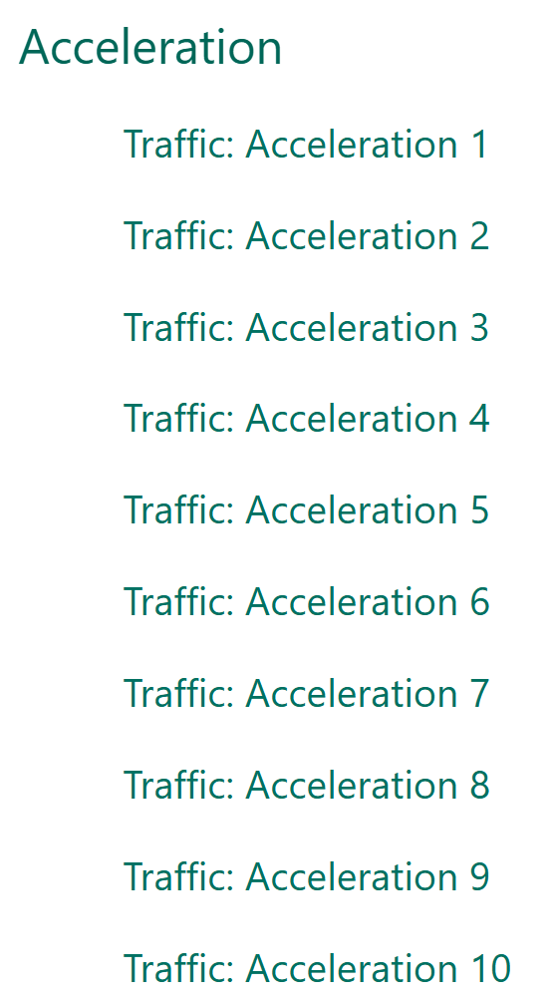 Acceleration
Traffic: Acceleration 1
Traffic: Acceleration 2
Traffic: Acceleration 3
Traffic: Acceleration 4
Traffic: Acceleration 5
Traffic: Acceleration 6
Traffic: Acceleration 7
Traffic: Acceleration 8
Traffic: Acceleration 9
Traffic: Acceleration 10